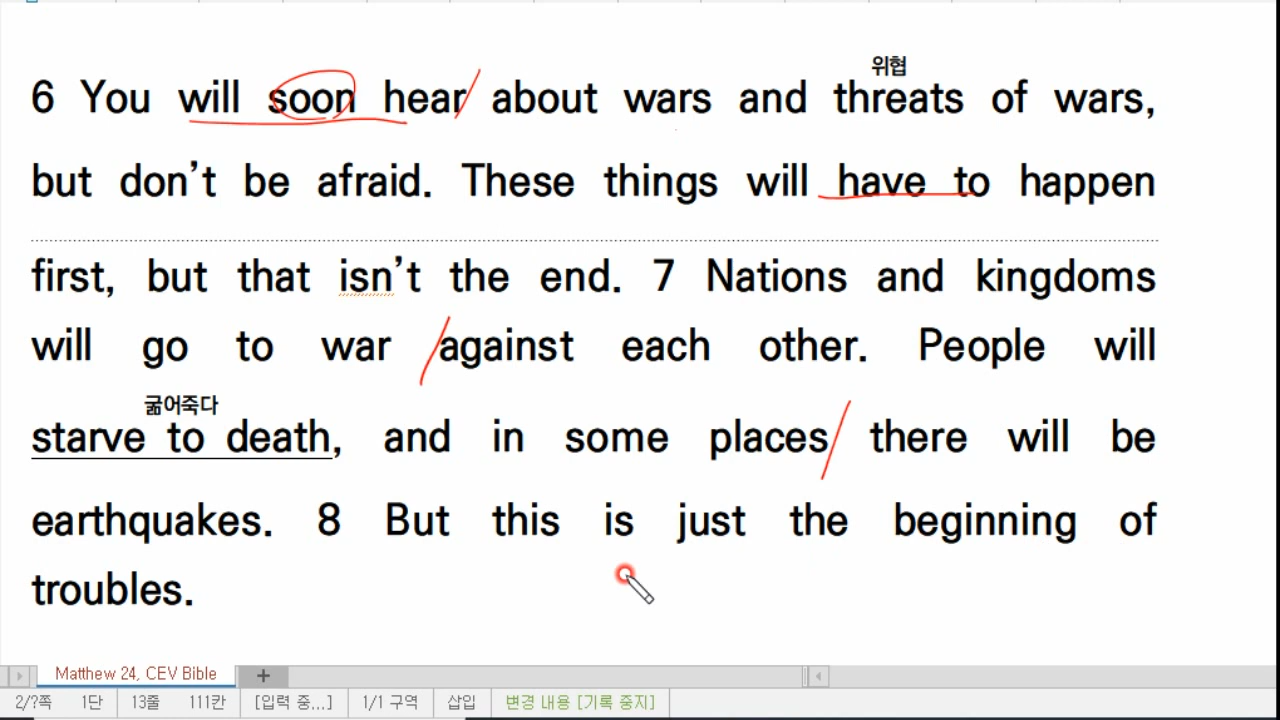 위협
6 You will soon hear about wars and threats of wars,
but don't be afraid. These things will have to happen
first, but that isn't the end. 7 Nations and kingdoms
will go to war against each other. People will
굶어죽다
starve to death, and in some places there will be
earthquakes. 8 But this is just the beginning of
troubles.
Matthew 24, CEV Bible +
2/?쪽 1단 13줄 111칸 [입력 중...] 1/1 구역 삽입 변경 내용 [기록 중지]